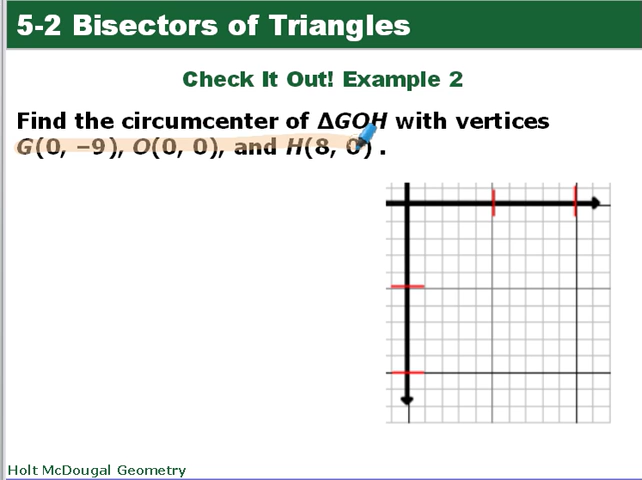 5-2 Bisectors of Triangles
Check It Out! Example 2
Find the circumcenter of ∆GOH with vertices
G(0, –9), O(0, 0), and H(8, 0) .
Holt McDougal Geometry